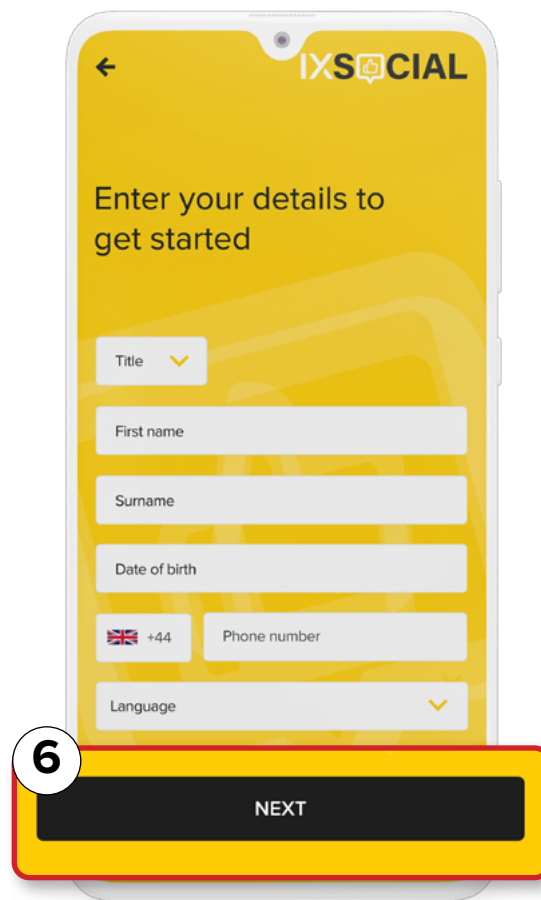 IXSOCIAL
Enter your details to
get started
Title
First name
Surname
Date of birth
+44 Phone number
Language
6
NEXT